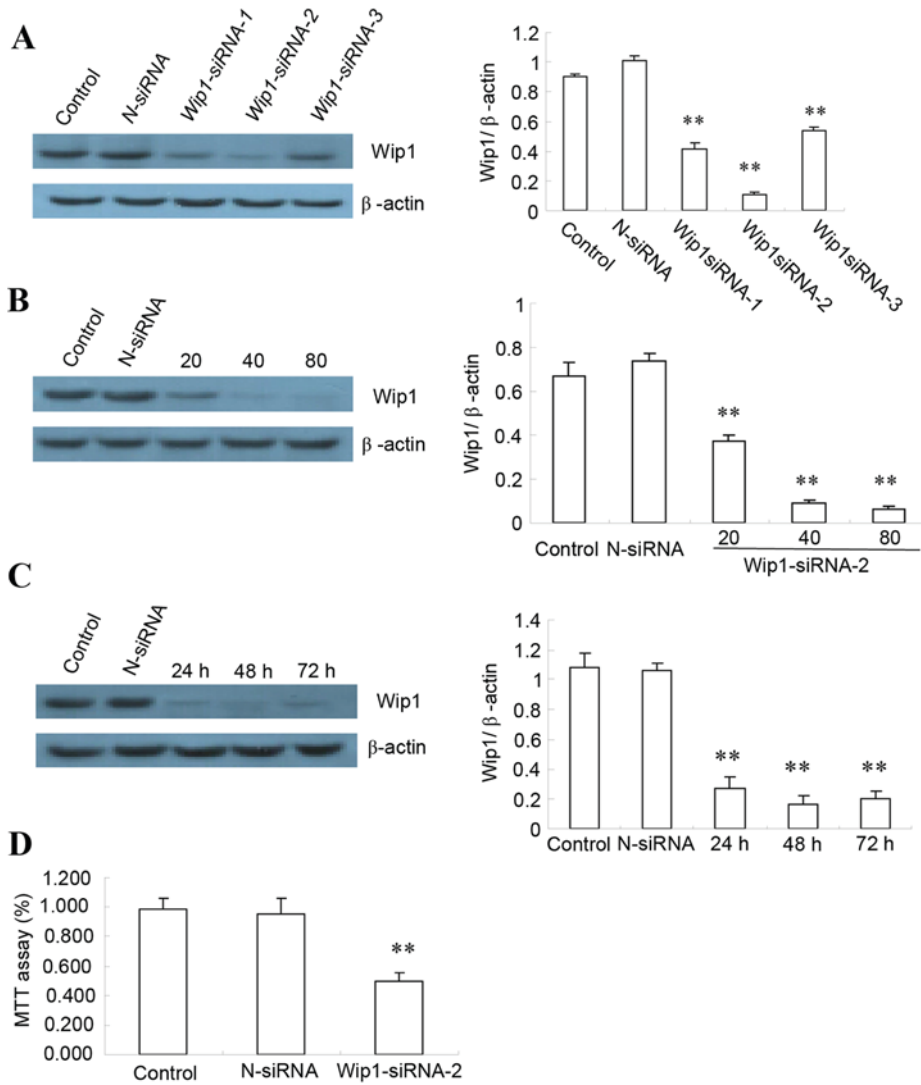 A
Control
N-siRNA
Wip1-siRNA-1
Wip1-siRNA-2
Wip1-siRNA-3
Wip1
β -actin
Wip1/ β -actin
1.2
1
0.8
0.6
0.4
0.2
0
**
**
**
Control
N-siRNA
Wip1siRNA-1
Wip1siRNA-2
Wip1siRNA-3
B
Control
N-siRNA
20
40
80
Wip1
β -actin
Wip1/ β -actin
1
0.8
0.6
0.4
0.2
0
**
**
**
Control
N-siRNA
20
40
80
Wip1-siRNA-2
C
Control
N-siRNA
24 h
48 h
72 h
Wip1
β-actin
Wip1/ β -actin
1.4
1.2
1
0.8
0.6
0.4
0.2
0
**
**
**
Control
N-siRNA
24 h
48 h
72 h
D
MTT assay (%)
1.200
1.000
0.800
0.600
0.400
0.200
0.000
**
Control
N-siRNA
Wip1-siRNA-2